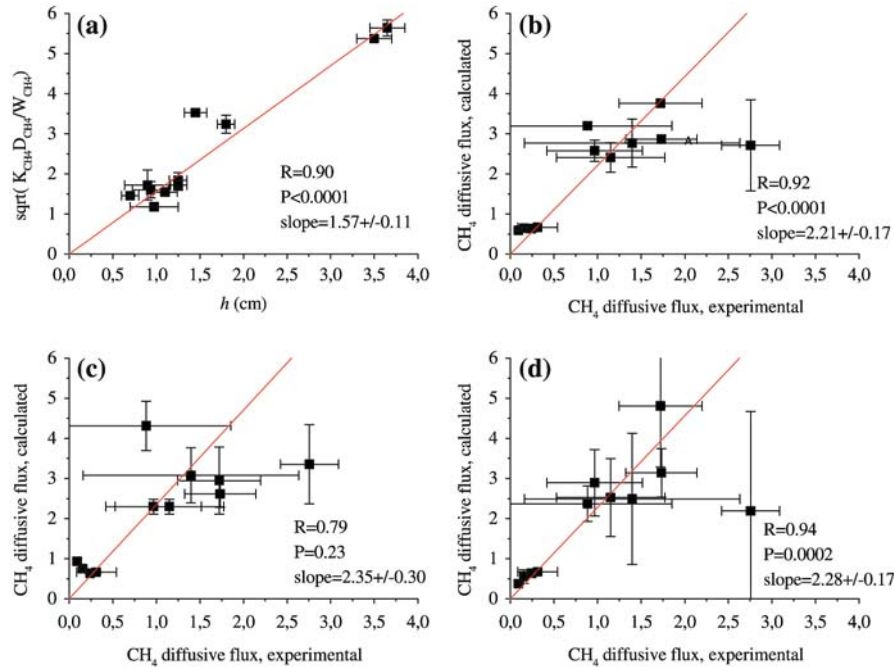 (a)
6
5
4
3
2
1
0
sqrt( K_CH4 D_CH4/W_CH4)
R=0.90
P<0.0001
slope=1.57+/-0.11
0,0 0,5 1,0 1,5 2,0 2,5 3,0 3,5 4,0
h (cm)
(b)
6
5
4
3
2
1
0
CH4 diffusive flux, calculated
A
R=0.92
P<0.0001
slope=2.21+/-0.17
0,0 0,5 1,0 1,5 2,0 2,5 3,0 3,5 4,0
CH4 diffusive flux, experimental
(c)
6
5
4
3
2
1
0
CH4 diffusive flux, calculated
R=0.79
P=0.23
slope=2.35+/-0.30
0,0 0,5 1,0 1,5 2,0 2,5 3,0 3,5 4,0
CH4 diffusive flux, experimental
(d)
6
5
4
3
2
1
0
CH4 diffusive flux, calculated
R=0.94
P=0.0002
slope=2.28+/-0.17
0,0 0,5 1,0 1,5 2,0 2,5 3,0 3,5 4,0
CH4 diffusive flux, experimental